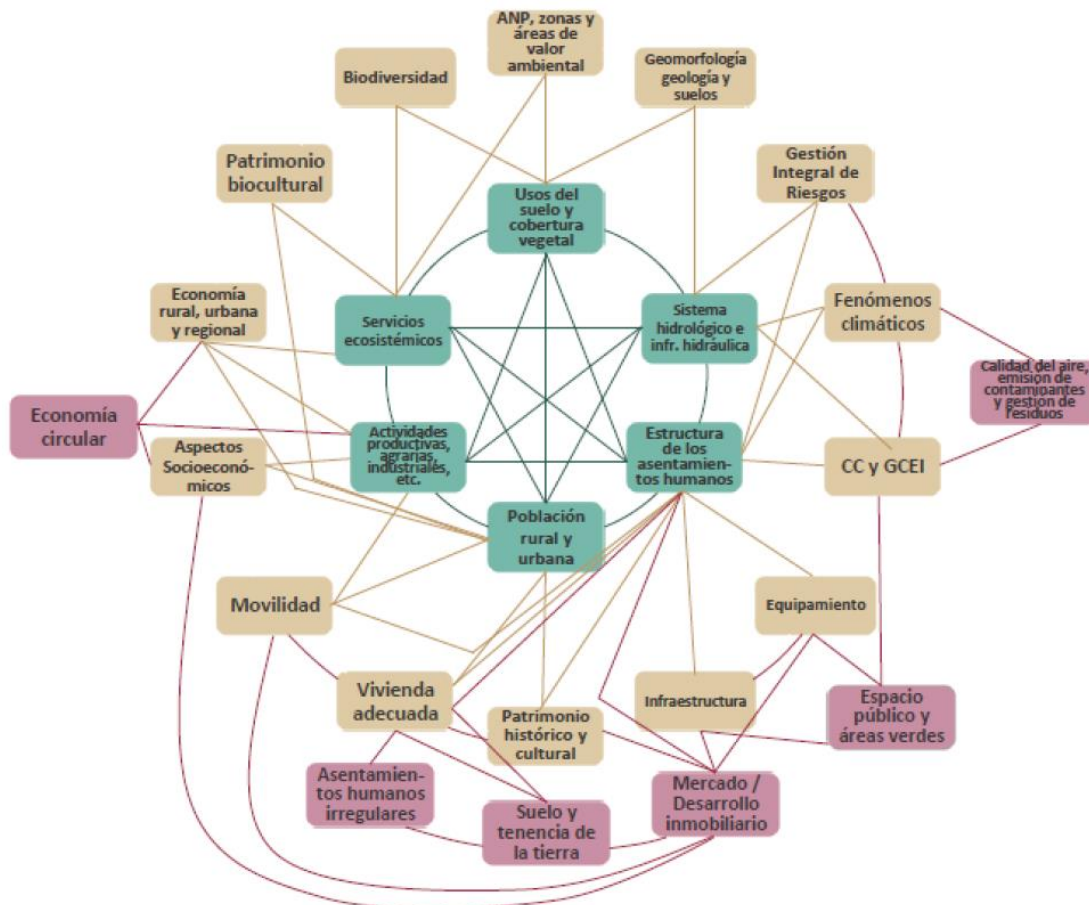 ANP, zonas y
áreas de valor
ambiental
Biodiversidad
Geomorfología
geología y
suelos
Patrimonio
biocultural
Gestión
Integral de
Riesgos
Usos del
suelo y
cobertura
vegetal
Economía
rural, urbana
y regional
Servicios
ecosistémicos
Sistema
hidrológico e
infr. hidráulica
Fenómenos
climáticos
Calidad del aire,
emisión de
contaminantes
y gestión de
residuos
Economía
circular
Aspectos
Socioeconó-
micos
Actividades
productivas,
agrarias,
industriales,
etc.
Estructura
de los
asentamien-
tos humanos
CC y GCEI
Población
rural y
urbana
Movilidad
Equipamiento
Vivienda
adecuada
Patrimonio
histórico y
cultural
Infraestructura
Espacio
público y
áreas verdes
Asentamien-
tos humanos
irregulares
Suelo y
tenencia de
la tierra
Mercado /
Desarrollo
inmobiliario